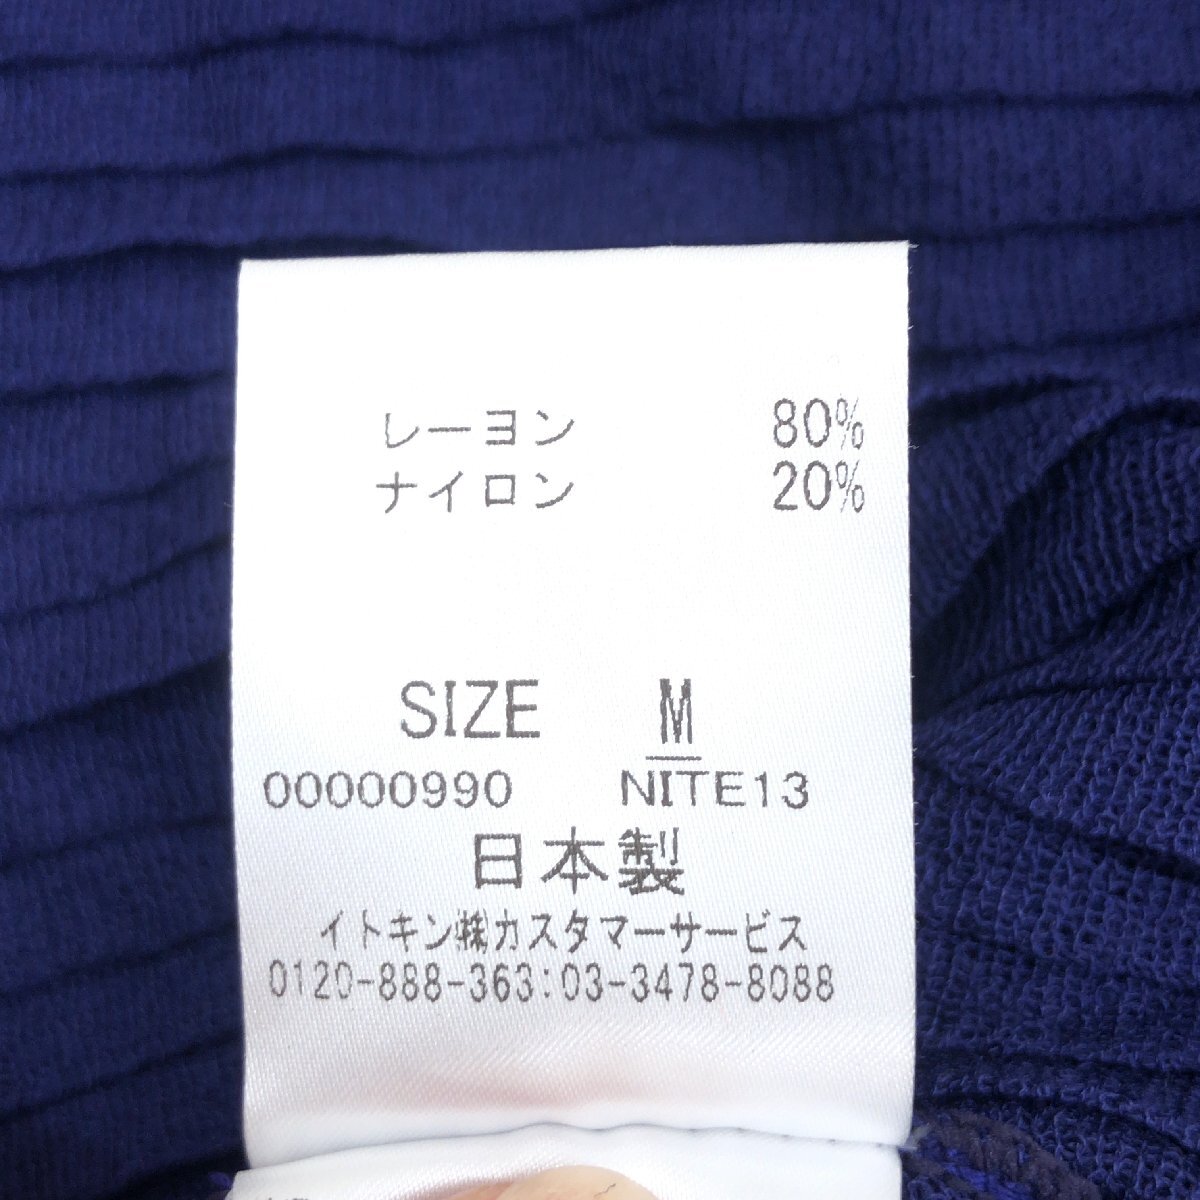 レーヨン 80%
ナイロン 20%
SIZE M
00000990 NITE13
日本製
イトキン㈱カスタマーサービス
0120-888-363:03-3478-8088